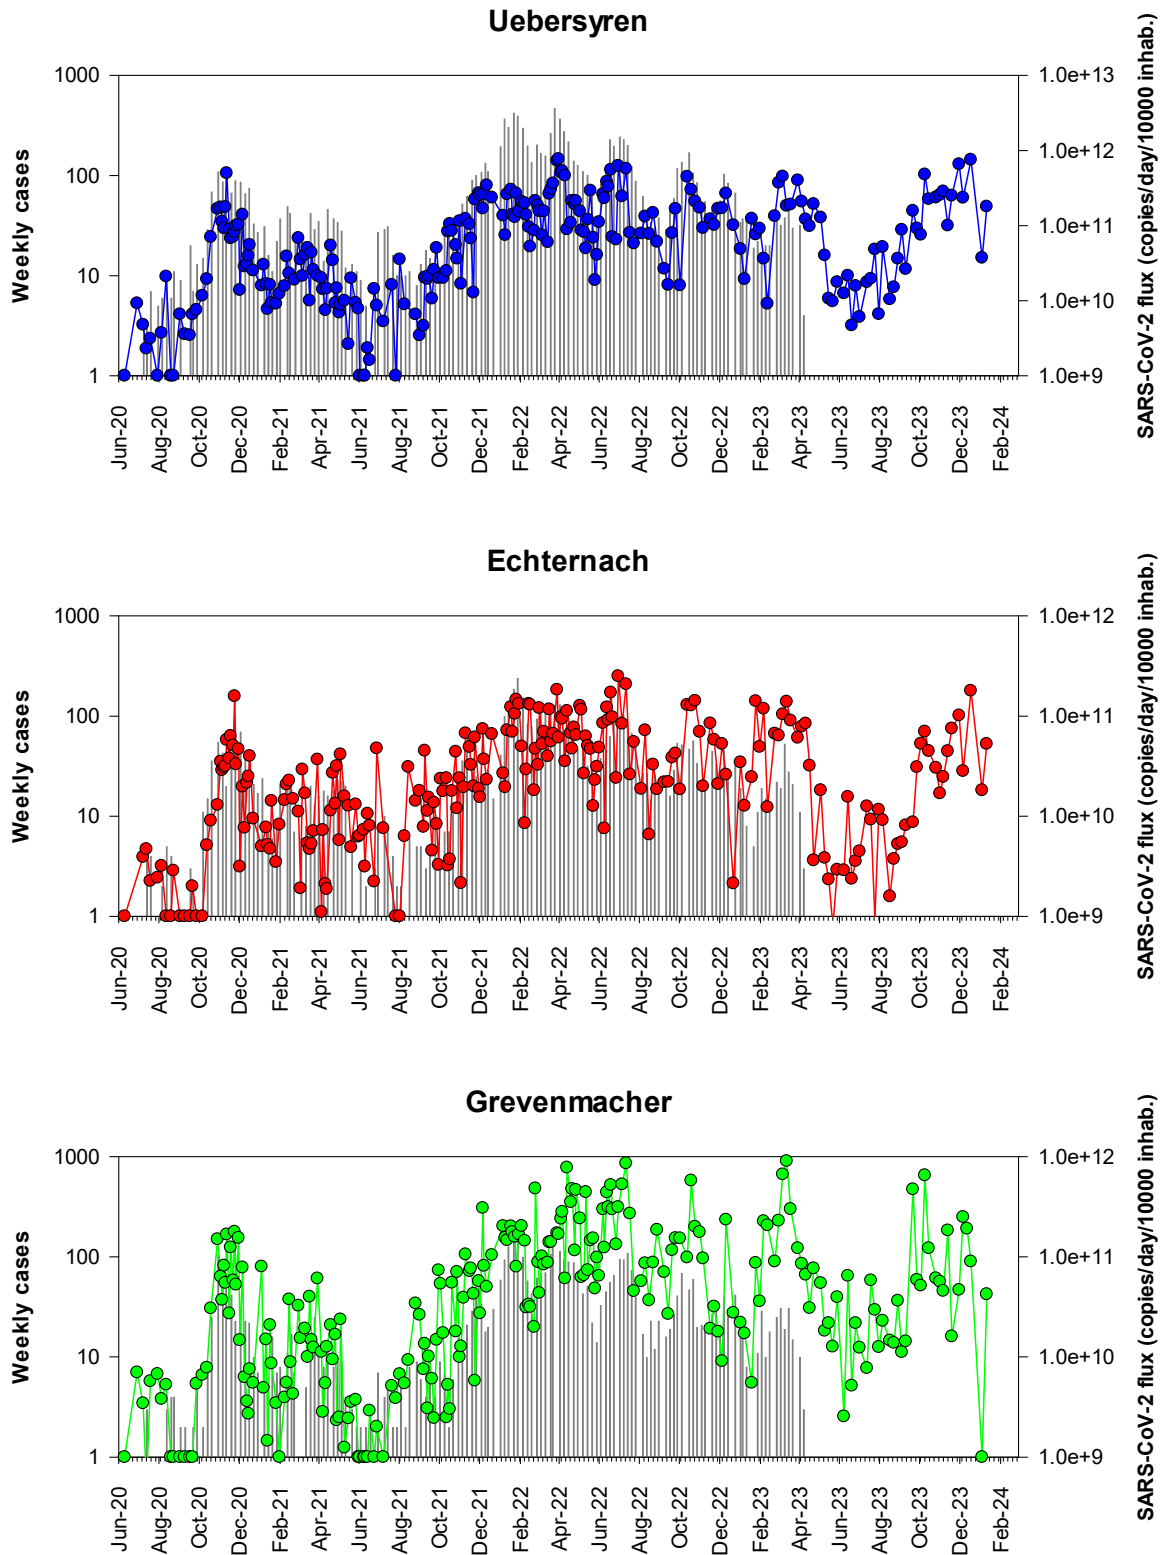 Uebersyren
Weekly cases
SARS-CoV-2 flux (copies/day/10000 inhab.)
1000
100
10
1
1.0e+13
1.0e+12
1.0e+11
1.0e+10
1.0e+9
Jun-20 Aug-20 Oct-20 Dec-20 Feb-21 Apr-21 Jun-21 Aug-21 Oct-21 Dec-21 Feb-22 Apr-22 Jun-22 Aug-22 Oct-22 Dec-22 Feb-23 Apr-23 Jun-23 Aug-23 Oct-23 Dec-23 Feb-24
Echternach
Weekly cases
SARS-CoV-2 flux (copies/day/10000 inhab.)
1000
100
10
1
1.0e+12
1.0e+11
1.0e+10
1.0e+9
Jun-20 Aug-20 Oct-20 Dec-20 Feb-21 Apr-21 Jun-21 Aug-21 Oct-21 Dec-21 Feb-22 Apr-22 Jun-22 Aug-22 Oct-22 Dec-22 Feb-23 Apr-23 Jun-23 Aug-23 Oct-23 Dec-23 Feb-24
Grevenmacher
Weekly cases
SARS-CoV-2 flux (copies/day/10000 inhab.)
1000
100
10
1
1.0e+12
1.0e+11
1.0e+10
1.0e+9
Jun-20 Aug-20 Oct-20 Dec-20 Feb-21 Apr-21 Jun-21 Aug-21 Oct-21 Dec-21 Feb-22 Apr-22 Jun-22 Aug-22 Oct-22 Dec-22 Feb-23 Apr-23 Jun-23 Aug-23 Oct-23 Dec-23 Feb-24